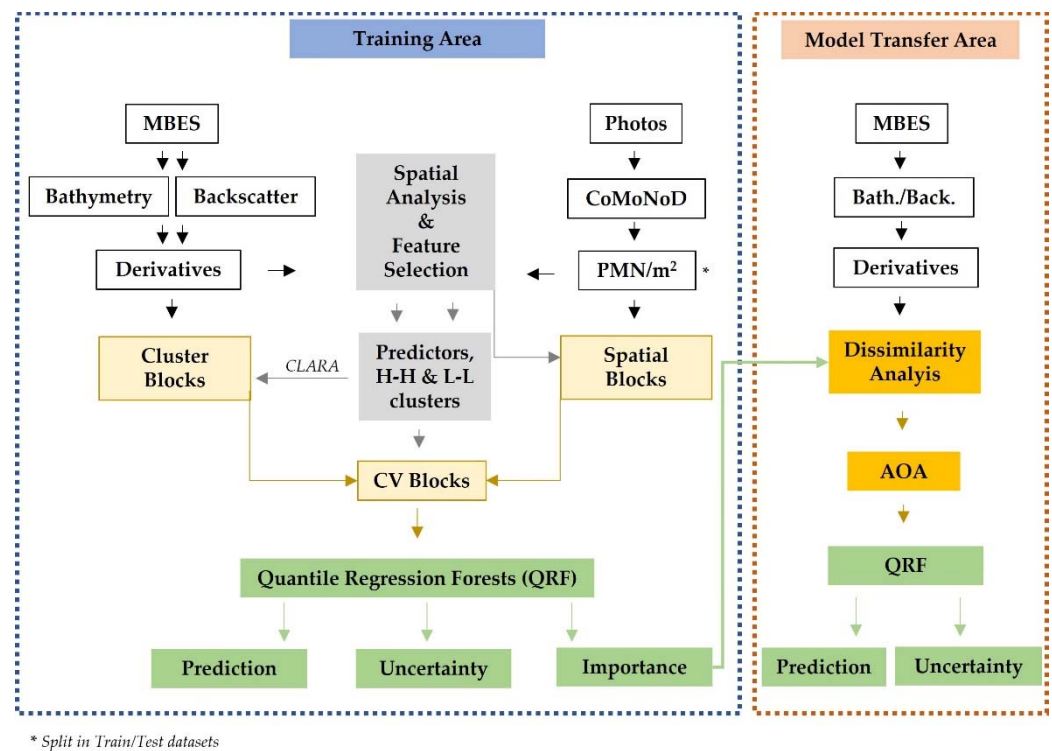 Training Area
MBES
Bathymetry
Backscatter
Derivatives
Spatial
Analysis
&
Feature
Selection
Photos
CoMoNoD
PMN/m²
*
Cluster
Blocks
CLARA
Predictors,
H-H & L-L
clusters
Spatial
Blocks
CV Blocks
Quantile Regression Forests (QRF)
Prediction
Uncertainty
Importance
Model Transfer Area
MBES
Bath./Back.
Derivatives
Dissimilarity
Analyis
AOA
QRF
Prediction
Uncertainty
* Split in Train/Test datasets